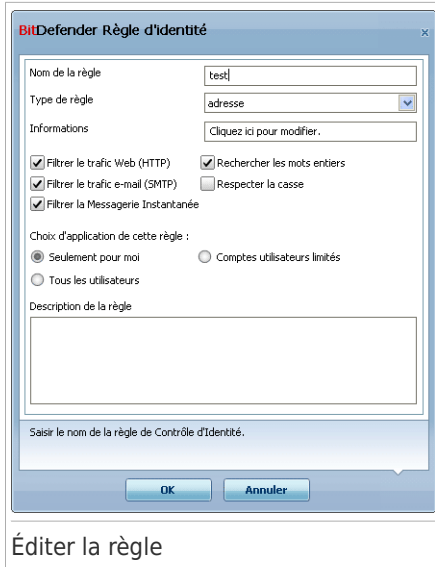 BitDefender Règle d'identité
Nom de la règle
test
Type de règle
adresse
Informations
Cliquez ici pour modifier.
Filtrer le trafic Web (HTTP)
Rechercher les mots entiers
Filtrer le trafic e-mail (SMTP)
Respecter la casse
Filtrer la Messagerie Instantanée
Choix d'application de cette règle :
Seulement pour moi
Comptes utilisateurs limités
Tous les utilisateurs
Description de la règle
Saisir le nom de la règle de Contrôle d'Identité.
OK
Annuler
Éditer la règle